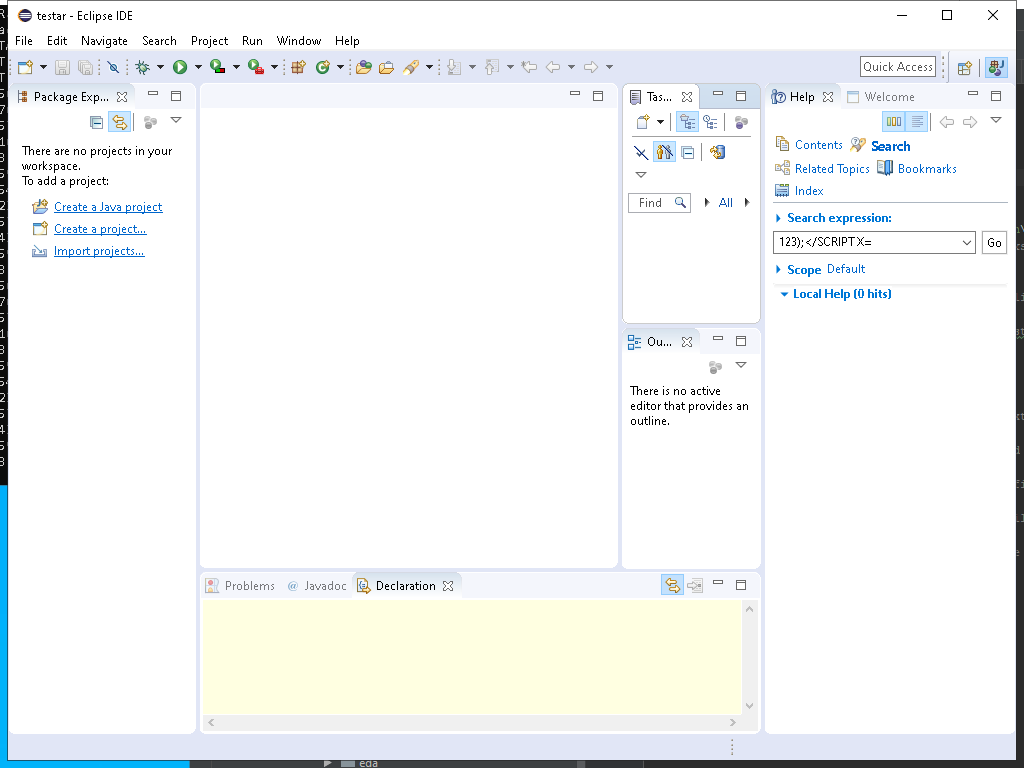 testar - Eclipse IDE
File Edit Navigate Search Project Run Window Help
Quick Access
Package Exp...
There are no projects in your
workspace.
To add a project:
Create a Java project
Create a project...
Import projects...
Tas...
Find
All
Ou...
There is no active
editor that provides an
outline.
Help
Welcome
Contents
Search
Related Topics
Bookmarks
Index
Search expression:
123);</SCRIPTX=
Go
Scope Default
Local Help (0 hits)
Problems
@ Javadoc
Declaration
eda